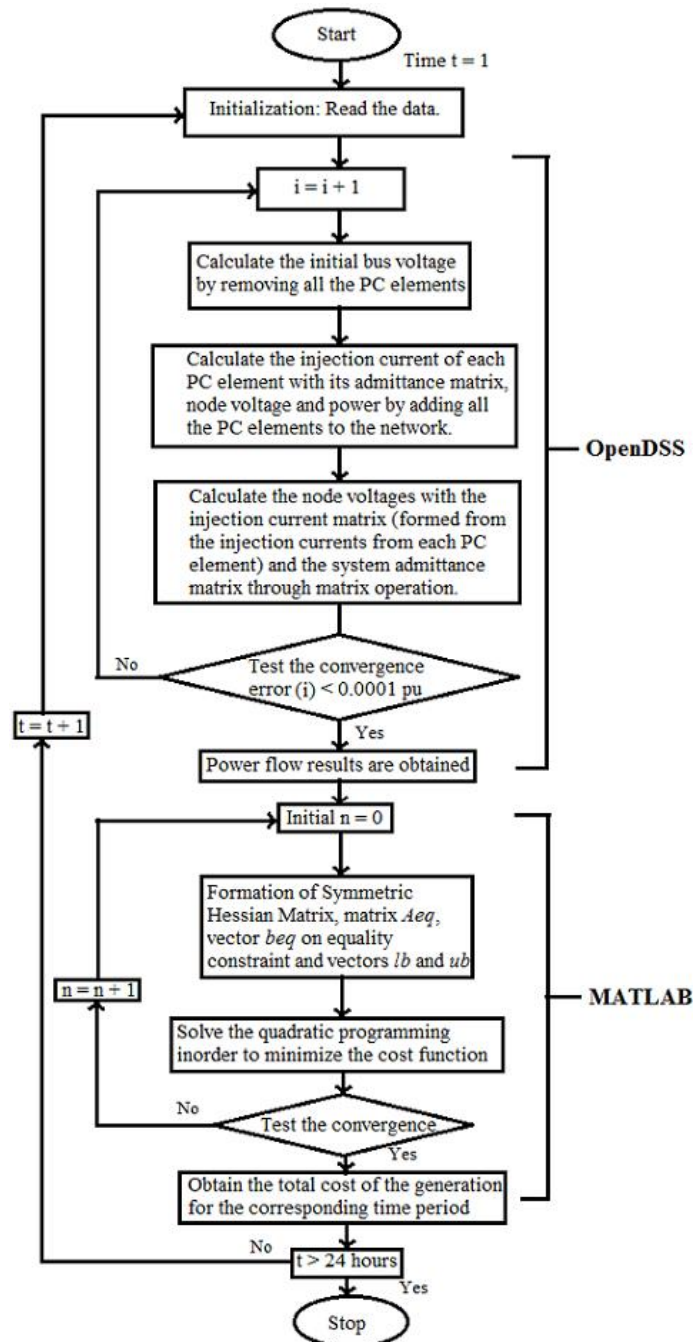 Start
Time t = 1
Initialization: Read the data.
i = i + 1
Calculate the initial bus voltage
by removing all the PC elements
Calculate the injection current of each
PC element with its admittance matrix,
node voltage and power by adding all
the PC elements to the network.
OpenDSS
Calculate the node voltages with the
injection current matrix (formed from
the injection currents from each PC
element) and the system admittance
matrix through matrix operation.
No
Test the convergence
error (i) < 0.0001 pu
t = t + 1
Yes
Power flow results are obtained
Initial n = 0
Formation of Symmetric
Hessian Matrix, matrix Aeq,
vector beq on equality
constraint and vectors lb and ub
n = n + 1
MATLAB
Solve the quadratic programming
inorder to minimize the cost function
No
Test the convergence
Yes
Obtain the total cost of the generation
for the corresponding time period
No
t > 24 hours
Yes
Stop